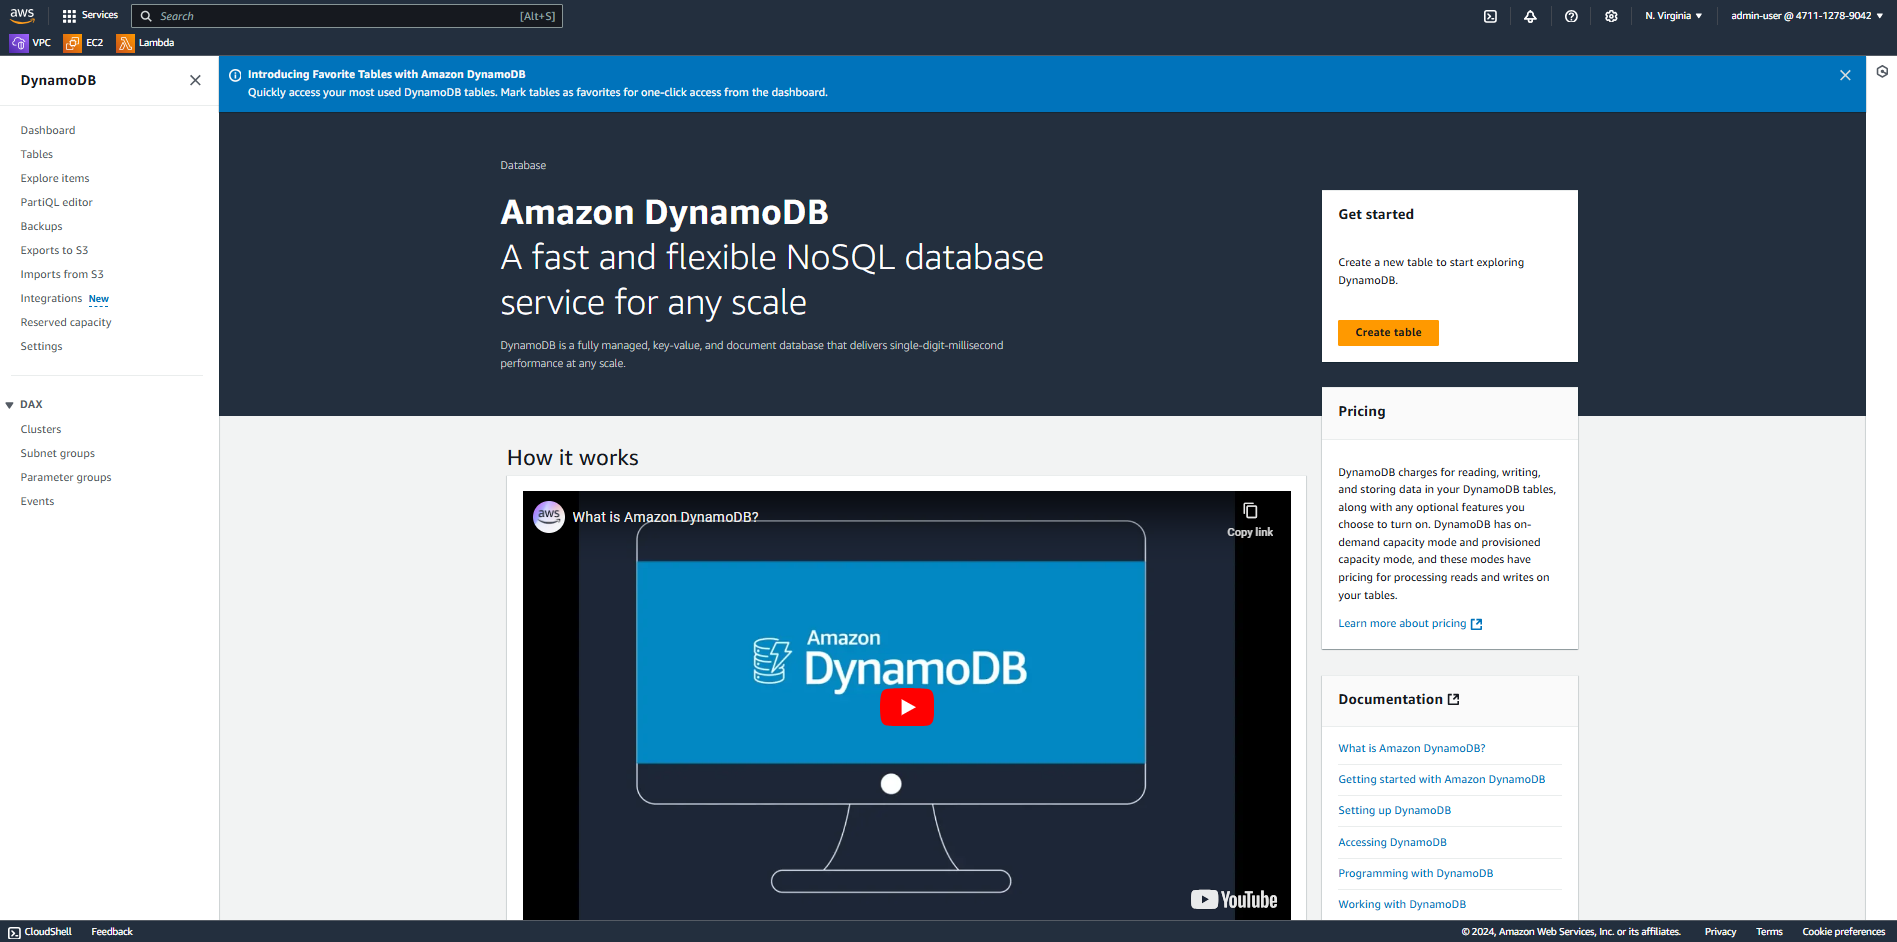 aws
Services
Search
[Alt+S]
N. Virginia
admin-user @ 4711-1278-9042
VPC
EC2
Lambda
DynamoDB
Dashboard
Tables
Explore items
PartiQL editor
Backups
Exports to S3
Imports from S3
Integrations New
Reserved capacity
Settings
DAX
Clusters
Subnet groups
Parameter groups
Events
Introducing Favorite Tables with Amazon DynamoDB
Quickly access your most used DynamoDB tables. Mark tables as favorites for one-click access from the dashboard.
Database
Amazon DynamoDB
A fast and flexible NoSQL database
service for any scale
DynamoDB is a fully managed, key-value, and document database that delivers single-digit-millisecond
performance at any scale.
Get started
Create a new table to start exploring
DynamoDB.
Create table
How it works
aws
What is Amazon DynamoDB?
Copy link
Amazon
DynamoDB
YouTube
Pricing
DynamoDB charges for reading, writing,
and storing data in your DynamoDB tables,
along with any optional features you
choose to turn on. DynamoDB has on-
demand capacity mode and provisioned
capacity mode, and these modes have
pricing for processing reads and writes on
your tables.
Learn more about pricing
Documentation
What is Amazon DynamoDB?
Getting started with Amazon DynamoDB
Setting up DynamoDB
Accessing DynamoDB
Programming with DynamoDB
Working with DynamoDB
CloudShell
Feedback
© 2024, Amazon Web Services, Inc. or its affiliates.
Privacy
Terms
Cookie preferences